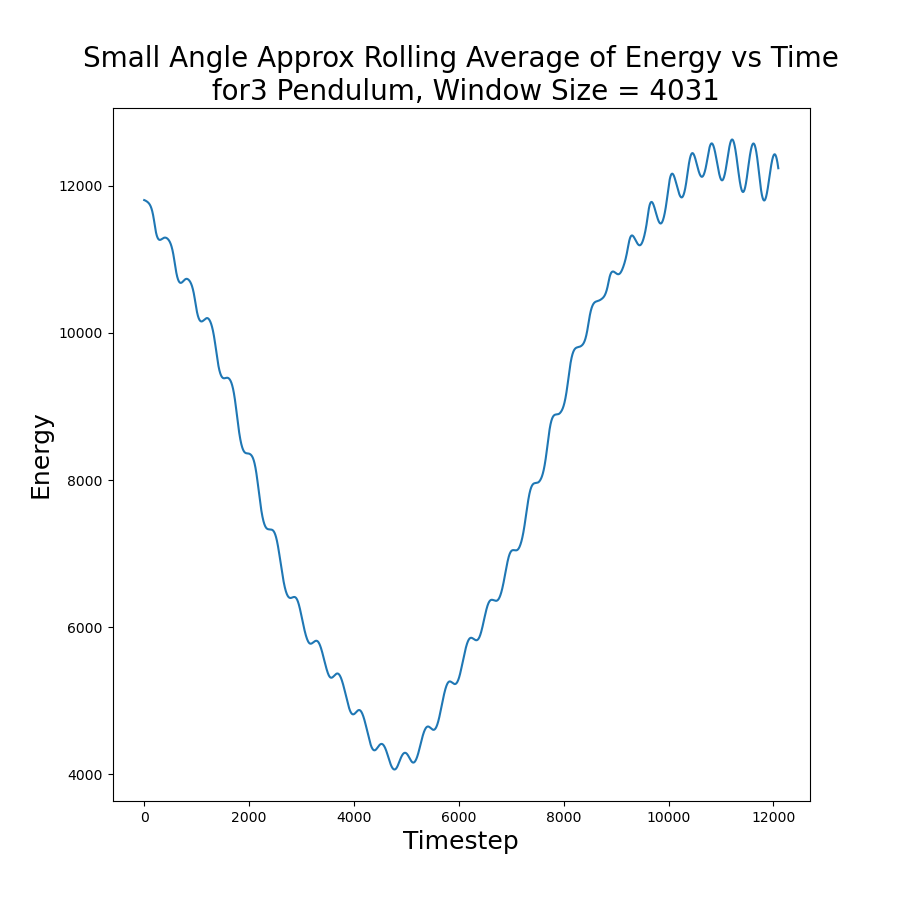 Small Angle Approx Rolling Average of Energy vs Time
for3 Pendulum, Window Size = 4031
12000
10000
8000
6000
4000
Energy
0 2000 4000 6000 8000 10000 12000
Timestep